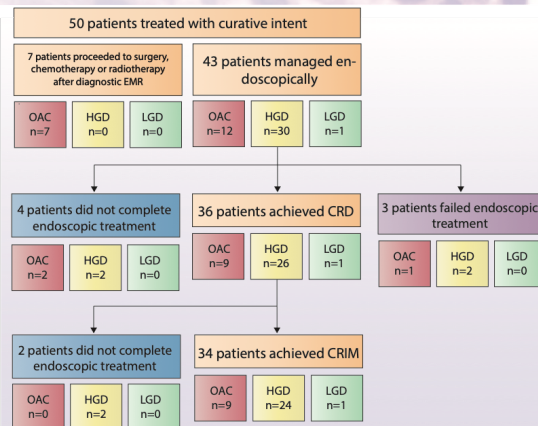 50 patients treated with curative intent
7 patients proceeded to surgery,
chemotherapy or radiotherapy
after diagnostic EMR
43 patients managed en-
doscopically
OAC
n=7
HGD
n=0
LGD
n=0
OAC
n=12
HGD
n=30
LGD
n=1
4 patients did not complete
endoscopic treatment
36 patients achieved CRD
3 patients failed endoscopic
treatment
OAC
n=2
HGD
n=2
LGD
n=0
OAC
n=9
HGD
n=26
LGD
n=1
OAC
n=1
HGD
n=2
LGD
n=0
2 patients did not complete
endoscopic treatment
34 patients achieved CRIM
OAC
n=0
HGD
n=2
LGD
n=0
OAC
n=9
HGD
n=24
LGD
n=1